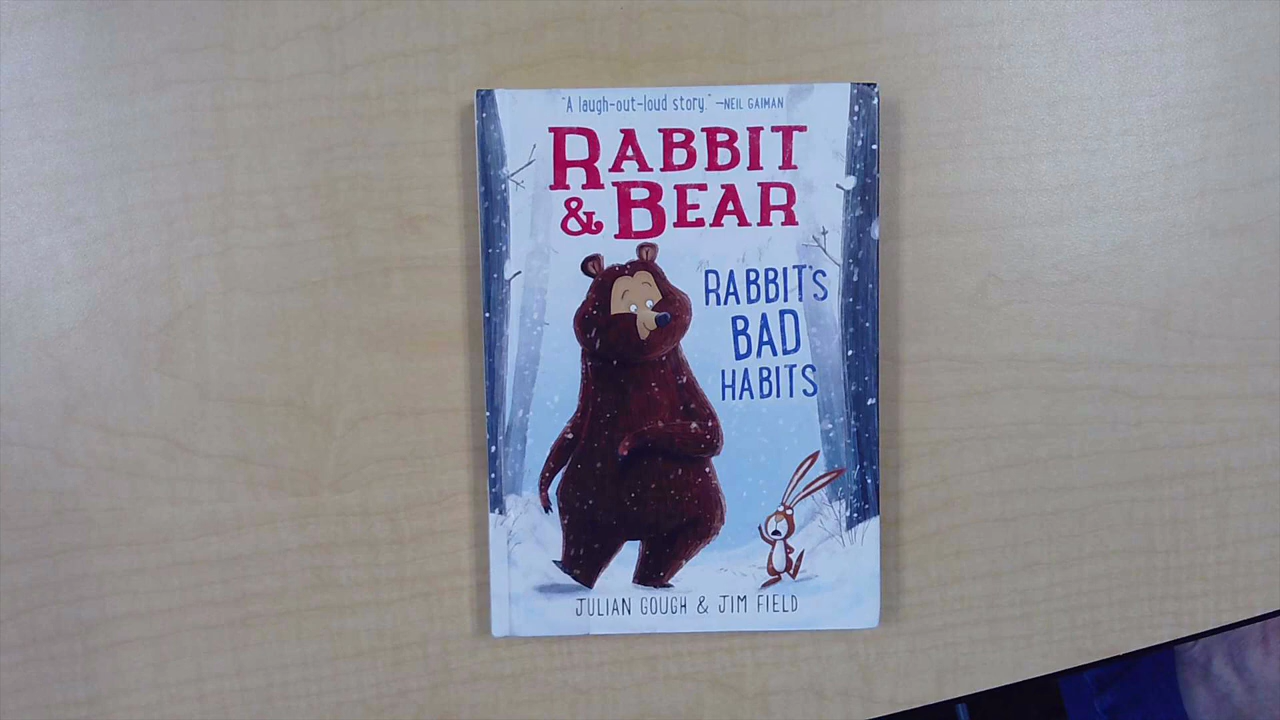 "A laugh-out-loud story." —NEIL GAIMAN
RABBIT
& BEAR
RABBIT'S
BAD
HABITS
JULIAN GOUGH & JIM FIELD